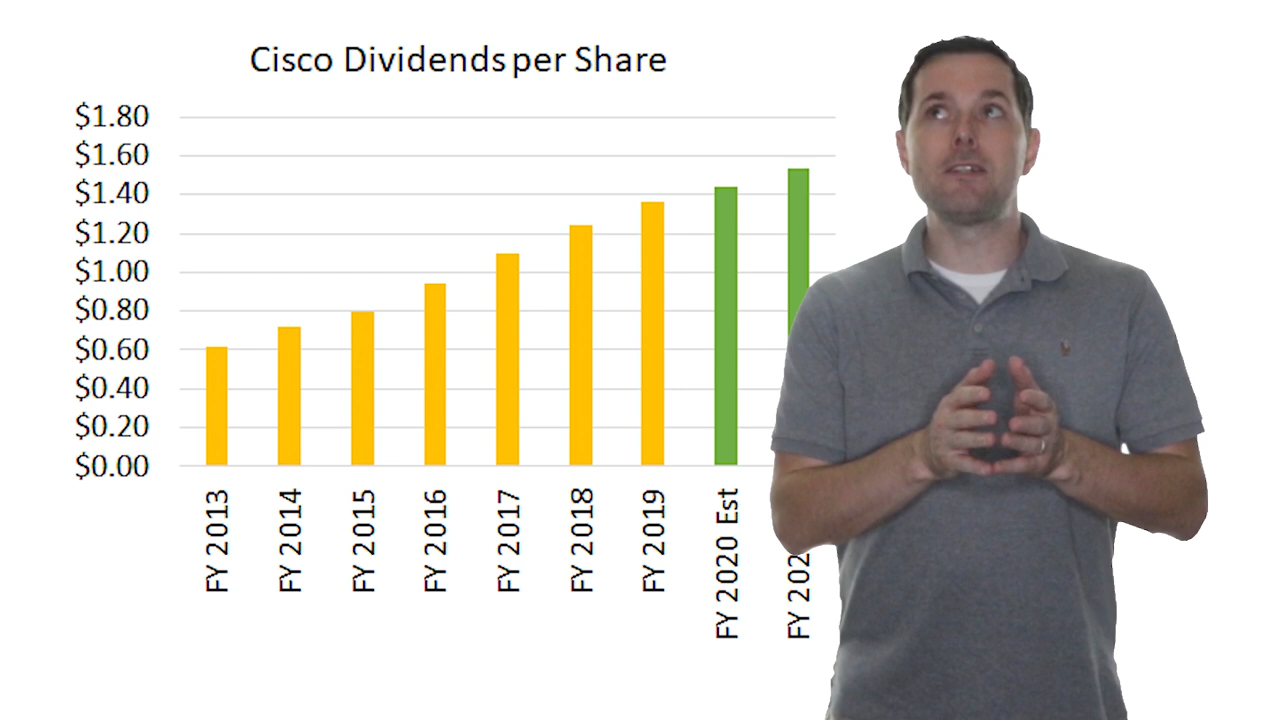 Cisco Dividends per Share
$1.80
$1.60
$1.40
$1.20
$1.00
$0.80
$0.60
$0.40
$0.20
$0.00
FY 2013
FY 2014
FY 2015
FY 2016
FY 2017
FY 2018
FY 2019
FY 2020 Est
FY 202